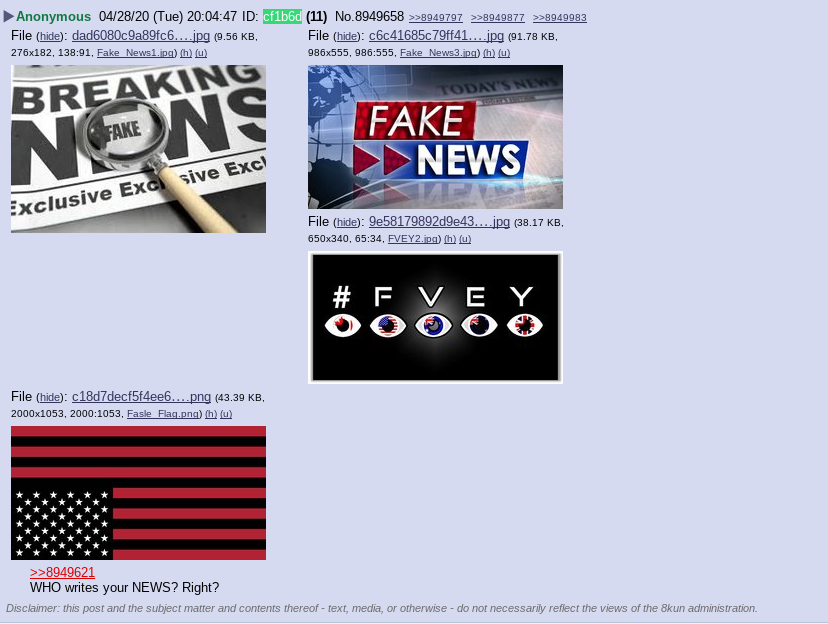 Anonymous 04/28/20 (Tue) 20:04:47 ID: cf1b6d (11) No.8949658 >>8949797 >>8949877 >>8949983
File (hide): dad6080c9a89fc6….jpg (9.56 KB,
276x182, 138:91, Fake_News1.jpg) (h) (u)
BREAKING
NEWS
FAKE
Exclusive Exclusive Excl
File (hide): c6c41685c79ff41….jpg (91.78 KB,
986x555, 986:555, Fake_News3.jpg) (h) (u)
TODAY'S NEWS
FAKE
NEWS
File (hide): 9e58179892d9e43….jpg (38.17 KB,
650x340, 65:34, FVEY2.jpg) (h) (u)
# F V E Y
File (hide): c18d7decf5f4ee6….png (43.39 KB,
2000x1053, 2000:1053, Fasle_Flag.png) (h) (u)
>>8949621
WHO writes your NEWS? Right?
Disclaimer: this post and the subject matter and contents thereof - text, media, or otherwise - do not necessarily reflect the views of the 8kun administration.